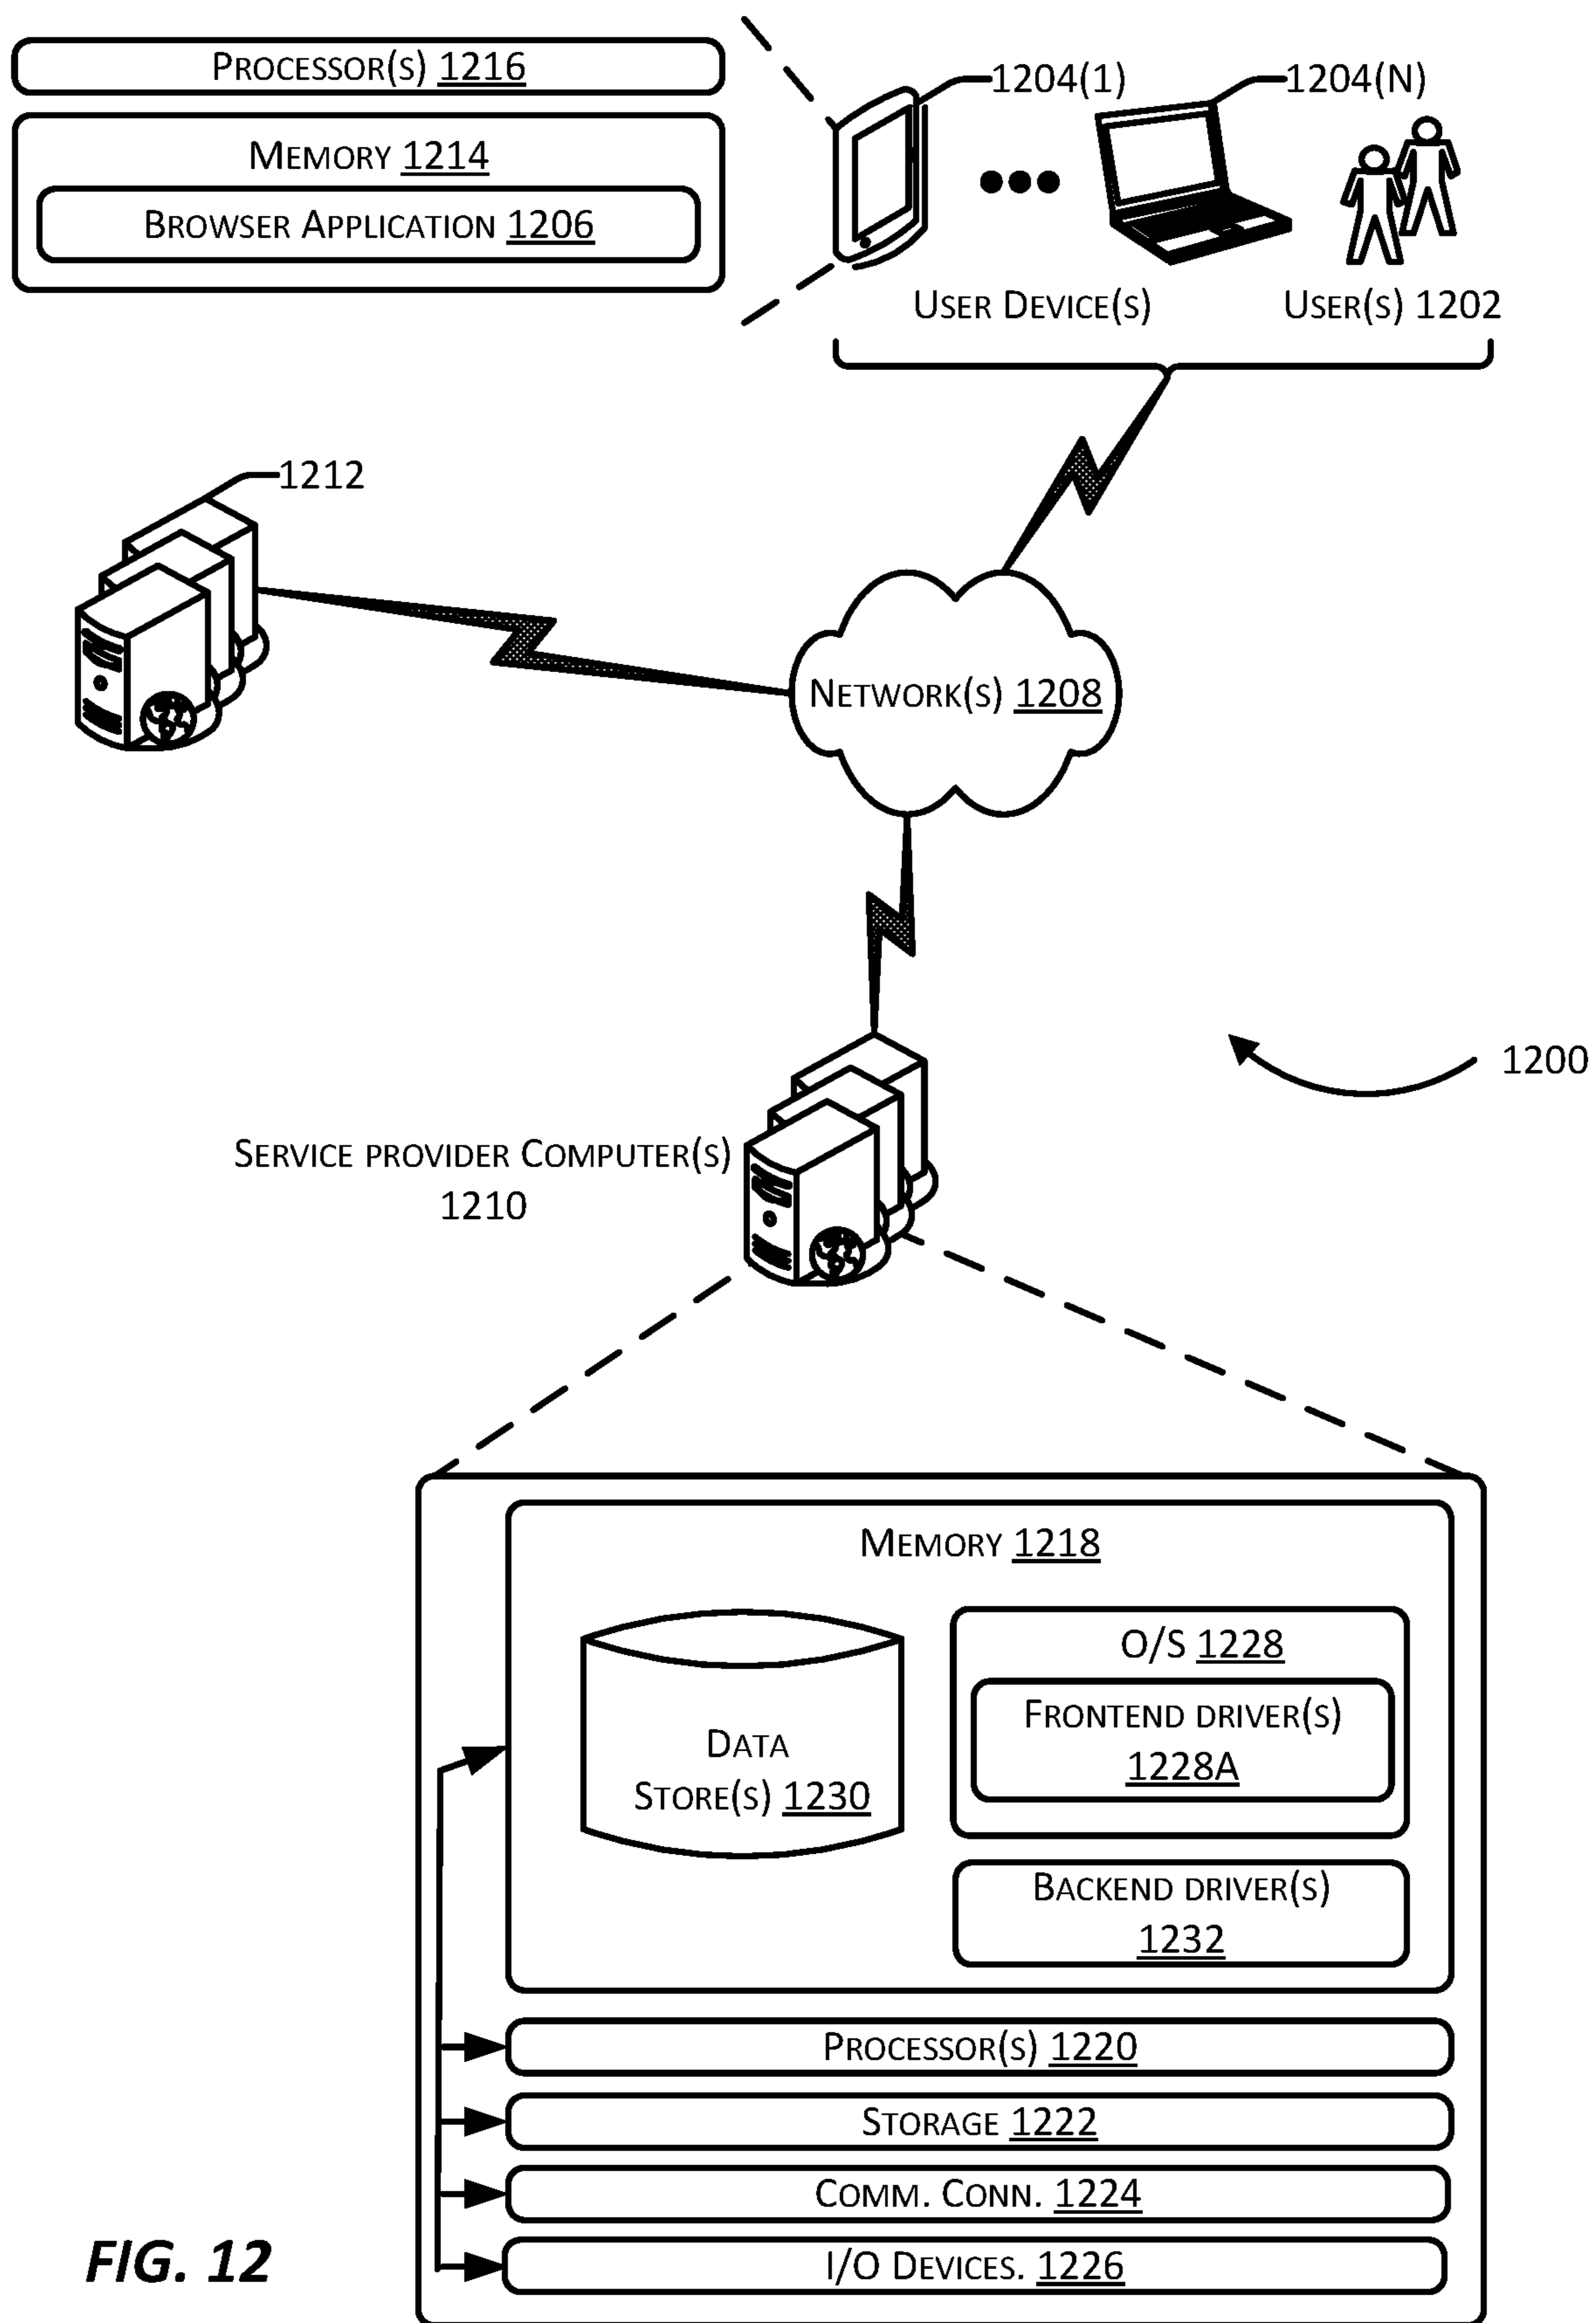 PROCESSOR(S) 1216
MEMORY 1214
BROWSER APPLICATION 1206
1204(1)
1204(N)
USER DEVICE(S)
USER(S) 1202
1212
NETWORK(S) 1208
1200
SERVICE PROVIDER COMPUTER(S)
1210
MEMORY 1218
DATA
STORE(S) 1230
O/S 1228
FRONTEND DRIVER(S)
1228A
BACKEND DRIVER(S)
1232
PROCESSOR(S) 1220
STORAGE 1222
COMM. CONN. 1224
I/O DEVICES. 1226
FIG. 12